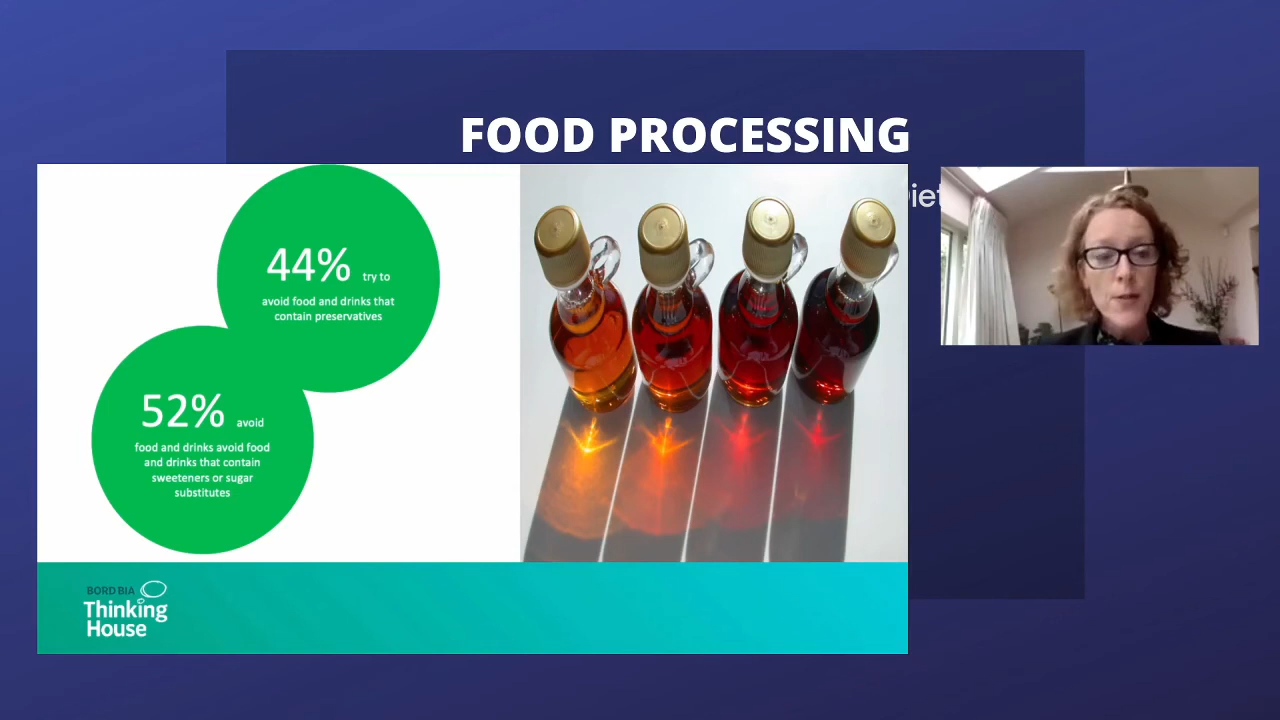 FOOD PROCESSING
44% try to
avoid food and drinks that
contain preservatives
52% avoid
food and drinks avoid food
and drinks that contain
sweeteners or sugar
substitutes
BORD BIA
Thinking
House